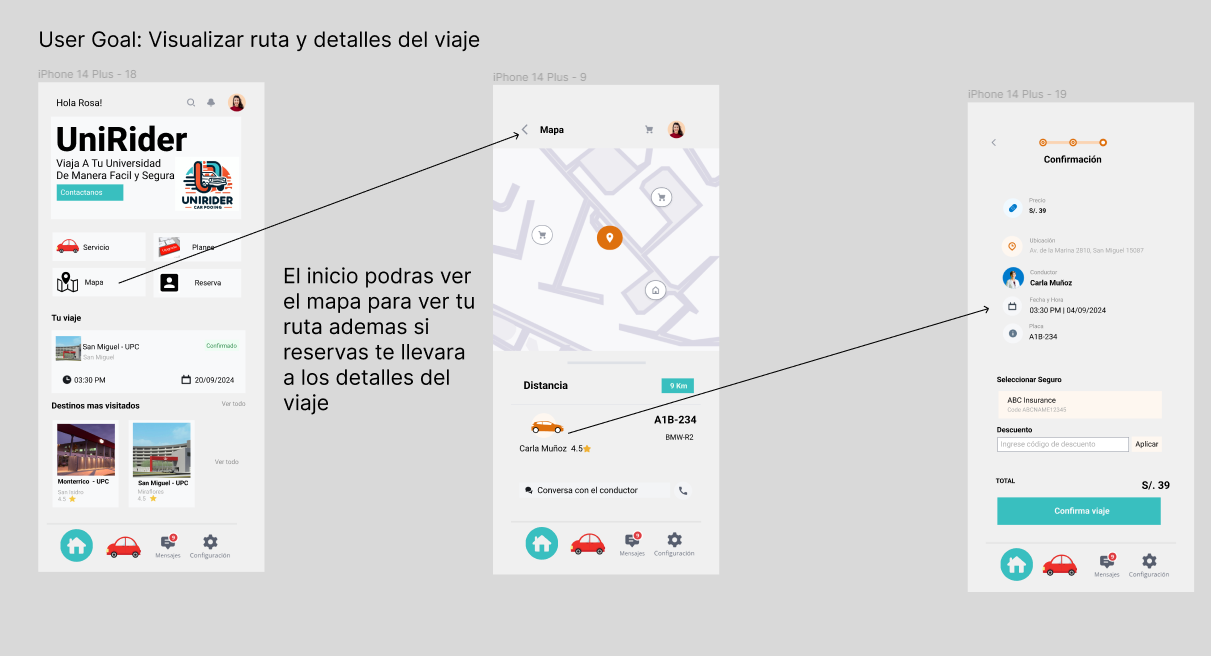 User Goal: Visualizar ruta y detalles del viaje
iPhone 14 Plus - 18
Hola Rosa!
UniRider
Viaja A Tu Universidad
De Manera Facil y Segura
Contactanos
UNIRIDER
CAR POOING
Servicio
Planes
Mapa
Reserva
Tu viaje
San Miguel - UPC
San Miguel
Confirmado
03:30 PM
20/09/2024
Destinos mas visitados
Ver todo
Monterrico - UPC
San Isidro
4.5
San Miguel - UPC
Miraflores
4.5
Ver todo
Mensajes
Configuración
El inicio podras ver
el mapa para ver tu
ruta ademas si
reservas te llevara
a los detalles del
viaje
iPhone 14 Plus - 9
Mapa
Distancia
9 Km
A1B-234
BMW-R2
Carla Muñoz 4.5
Conversa con el conductor
Mensajes
Configuración
iPhone 14 Plus - 19
Confirmación
Precio
S/. 39
Ubicación
Av. de la Marina 2810, San Miguel 15087
Conductor
Carla Muñoz
Fecha y Hora
03:30 PM | 04/09/2024
Placa
A1B-234
Seleccionar Seguro
ABC Insurance
Code ABCNAME12345
Descuento
Ingrese código de descuento
Aplicar
TOTAL
S/. 39
Confirma viaje
Mensajes
Configuración